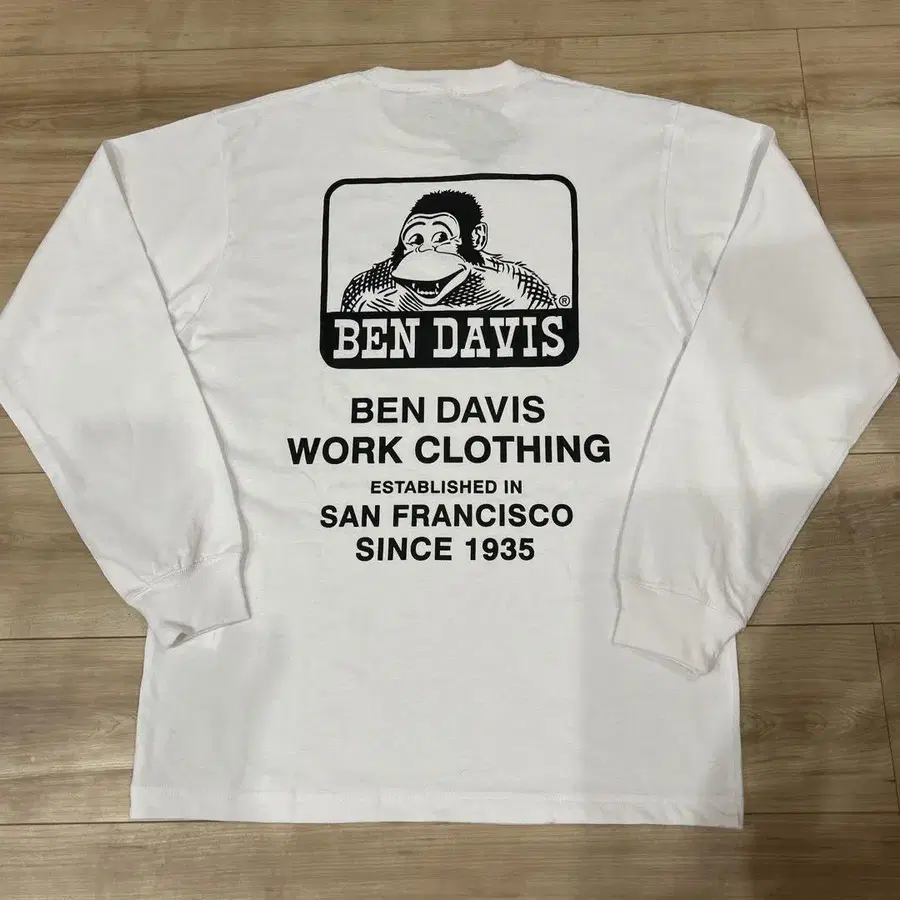 ®
BEN DAVIS
BEN DAVIS
WORK CLOTHING
ESTABLISHED IN
SAN FRANCISCO
SINCE 1935